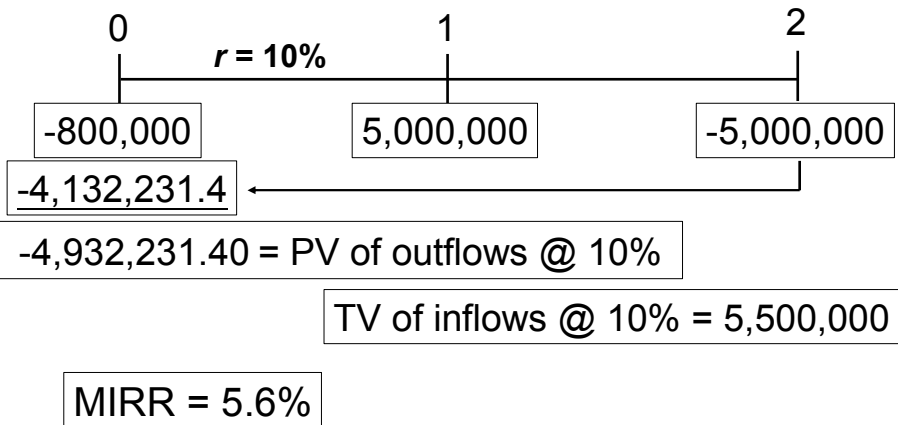 0 1 2
r = 10%
-800,000 5,000,000 -5,000,000
-4,132,231.4
-4,932,231.40 = PV of outflows @ 10%
TV of inflows @ 10% = 5,500,000
MIRR = 5.6%